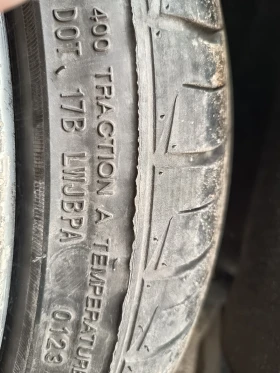 400 TRACTION A TEMPERATURE
DOT 17B LWJBPA 0123